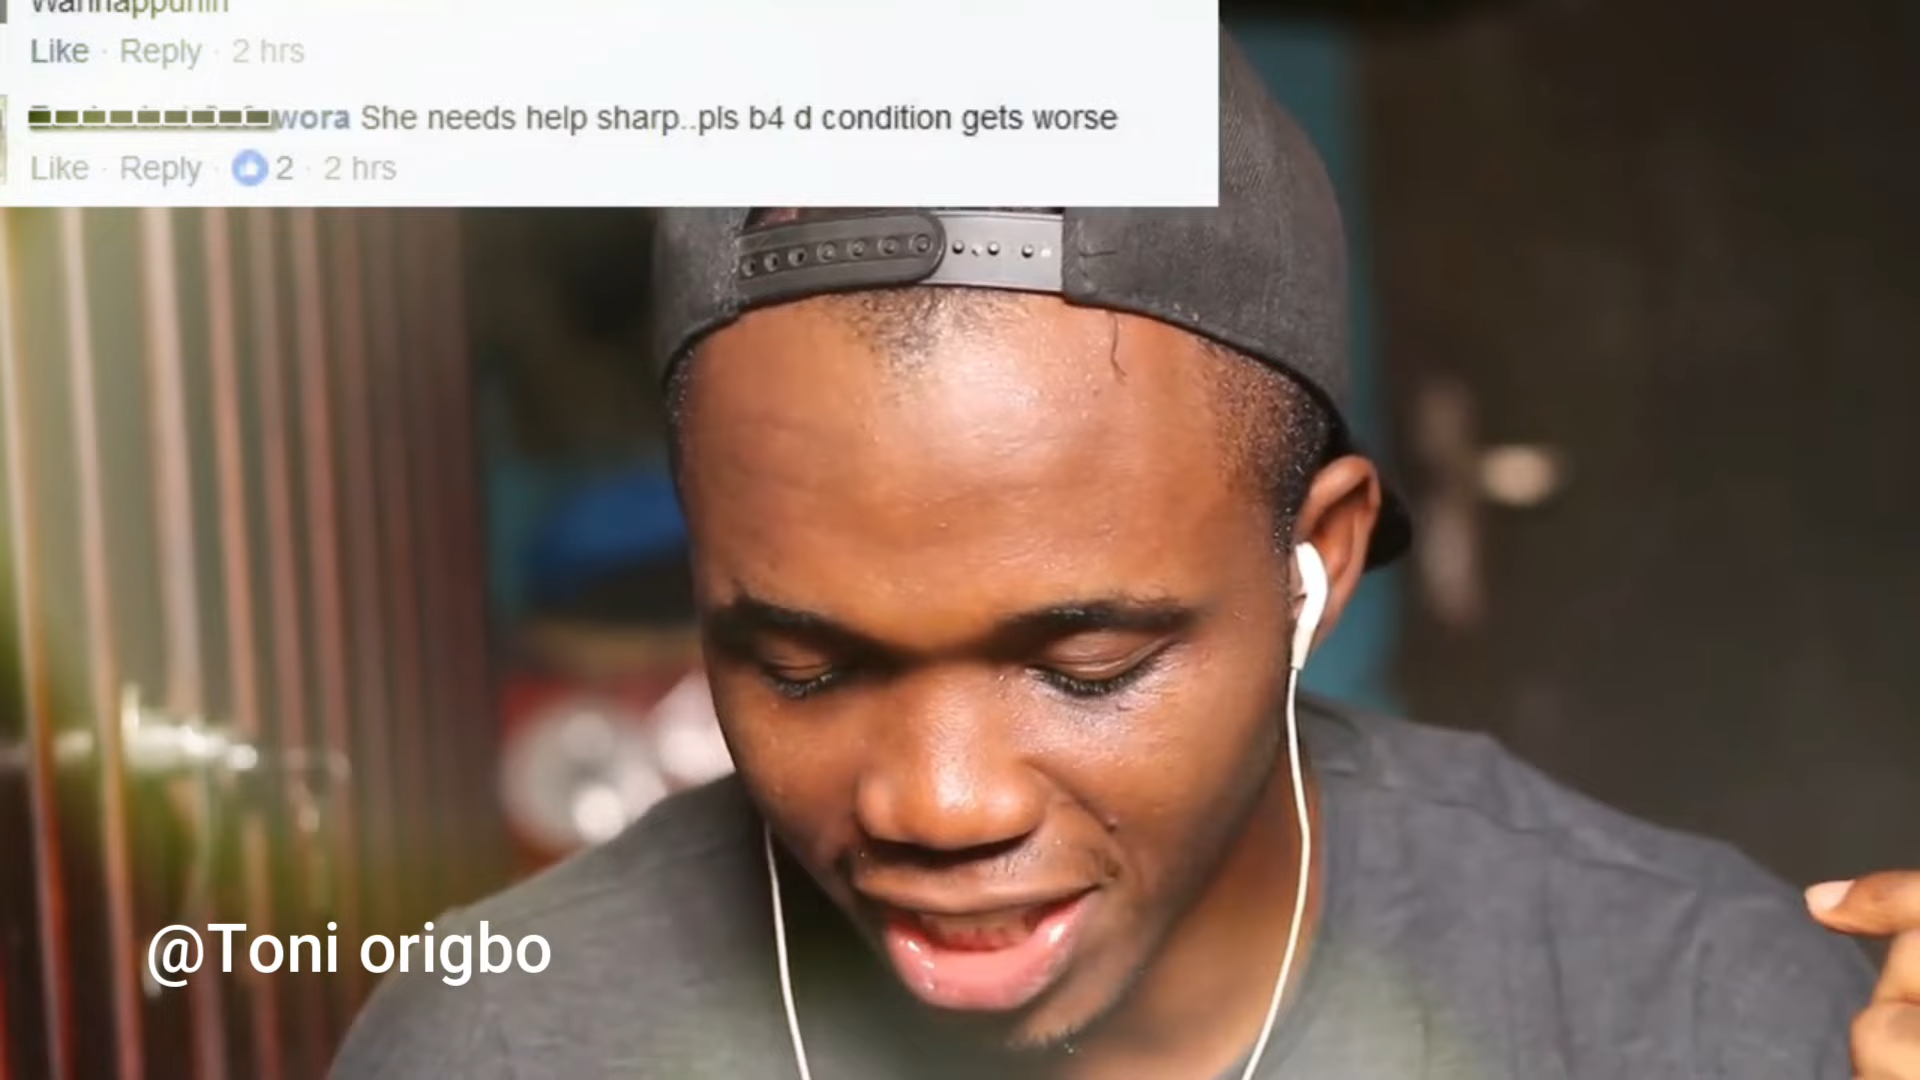 Like · Reply · 2 hrs
wora She needs help sharp..pls b4 d condition gets worse
Like · Reply · 2 · 2 hrs
@Toni origbo